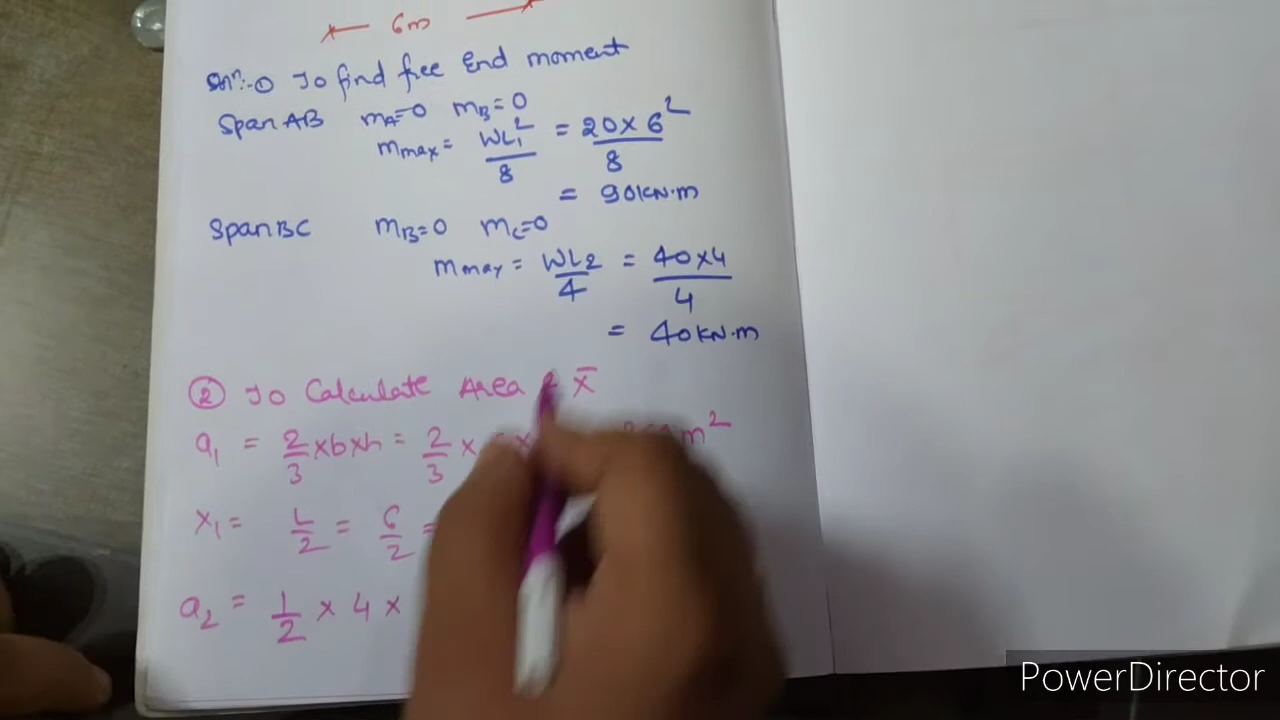 6m
Soln:- ① To find free End moment
Span AB mA=0 mB=0
mmax = WL1² / 8 = 20×6² / 8
= 90kN.m
Span BC mB=0 mC=0
mmax = WL2 / 4 = 40×4 / 4
= 40kN.m
② To Calculate Area & x̄
a1 = 2/3 ×b×h = 2/3 ×
m²
x1 = L/2 = 6/2 =
a2 = 1/2 × 4 ×
PowerDirector